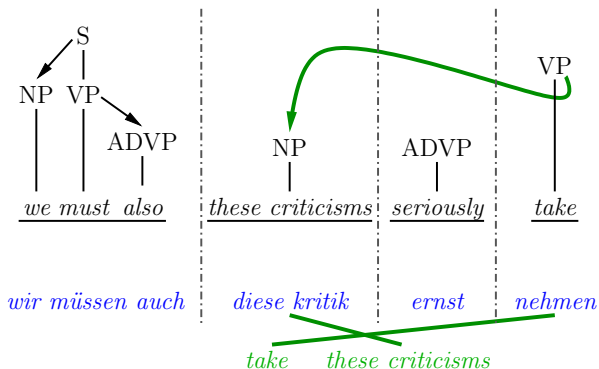 S
VP
NP VP
ADVP
NP ADVP
we must also these criticisms seriously take
wir müssen auch diese kritik ernst nehmen
take these criticisms